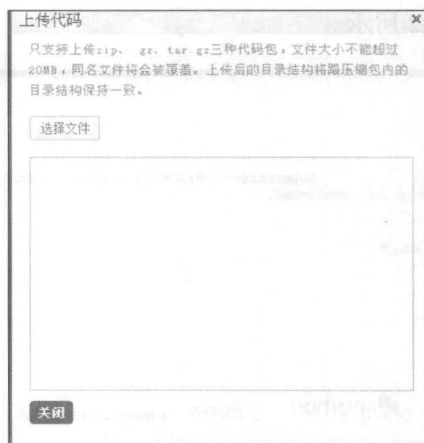 上传代码
只支持上传zip、 gz、tar.gz三种代码包，文件大小不能超过
20MB，同名文件将会被覆盖。上传后的目录结构将跟压缩包内的
目录结构保持一致。
选择文件
关闭